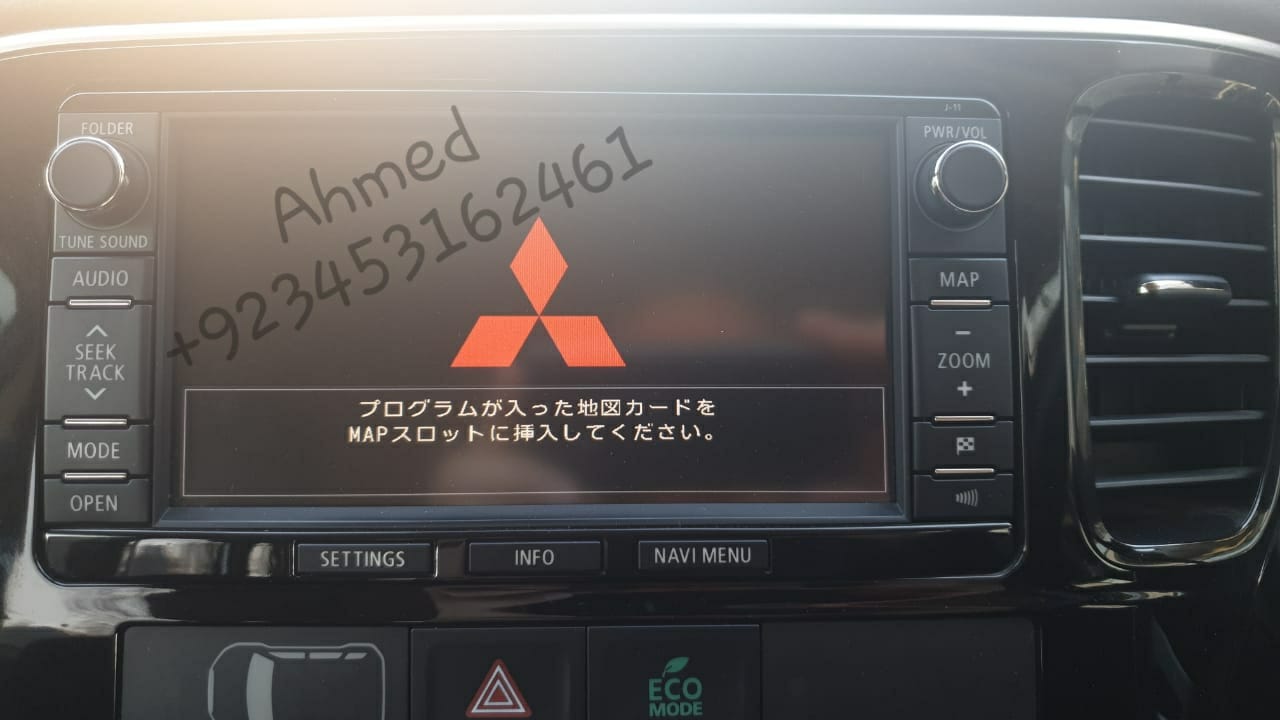 J-11
FOLDER
PWR/VOL
Ahmed
+923453162461
TUNE SOUND
AUDIO
MAP
SEEK
TRACK
ZOOM
プログラムが入った地図カードを
MAPスロットに挿入してください。
MODE
OPEN
SETTINGS
INFO
NAVI MENU
ECO
MODE